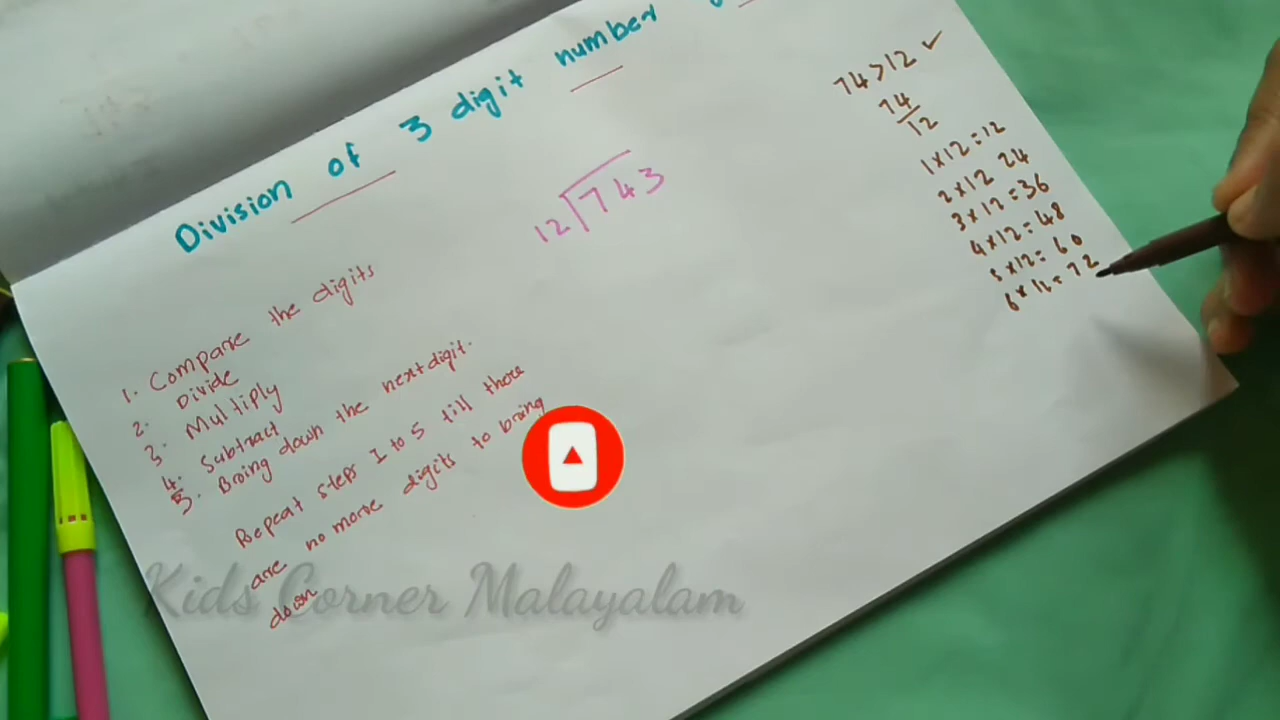 Division of 3 digit number
12) 743
74>12 ✓
74
12
1×12=12
2×12 24
3×12=36
4×12=48
5×12=60
6×12=72
1. Compare the digits
2. Divide
3. Multiply
4. Subtract
5. Bring down the next digit.
Repeat steps 1 to 5 till there
are no more digits to bring
down
Kids Corner Malayalam